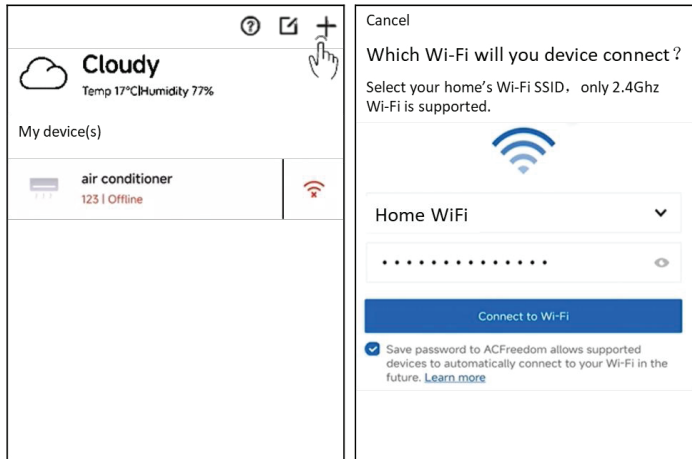 Cloudy
Temp 17°C|Humidity 77%
My device(s)
air conditioner
123 | Offline
Cancel
Which Wi-Fi will you device connect？
Select your home's Wi-Fi SSID，only 2.4Ghz
Wi-Fi is supported.
Home WiFi
Connect to Wi-Fi
Save password to ACFreedom allows supported
devices to automatically connect to your Wi-Fi in the
future. Learn more